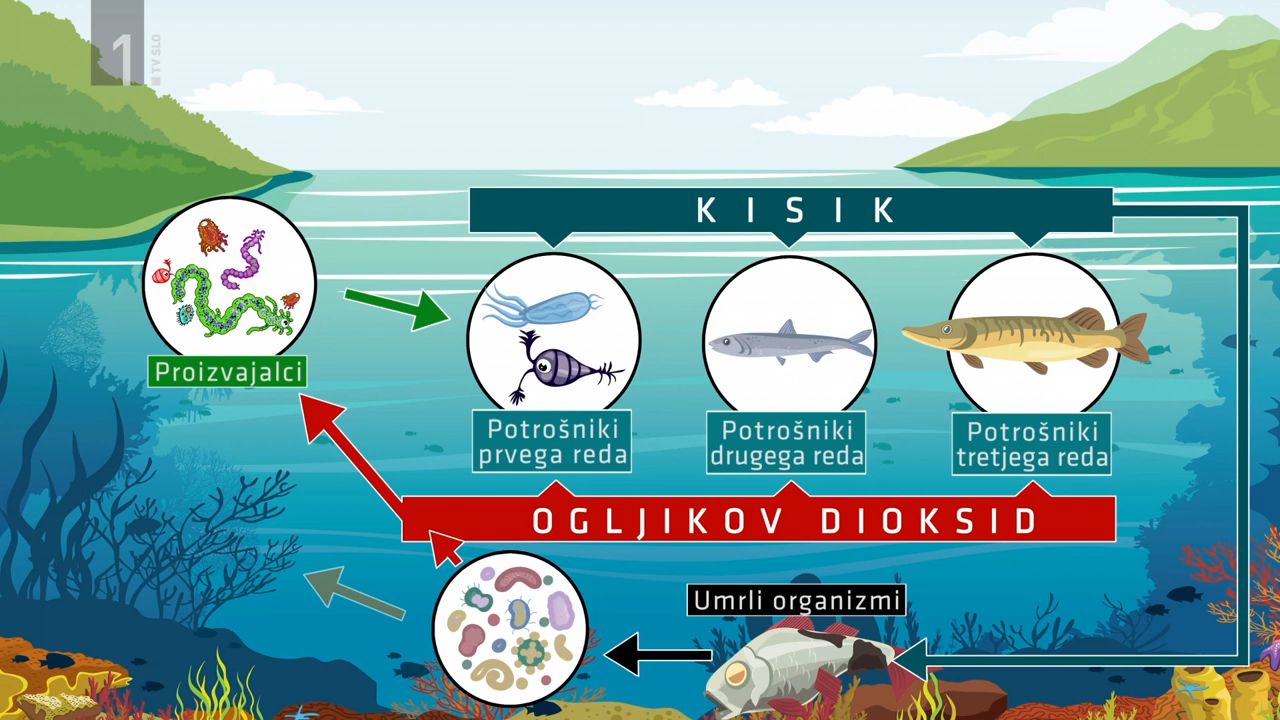 1
TV SLO
KISIK
Proizvajalci
Potrošniki
prvega reda
Potrošniki
drugega reda
Potrošniki
tretjega reda
OGLJIKOV DIOKSID
Umrli organizmi